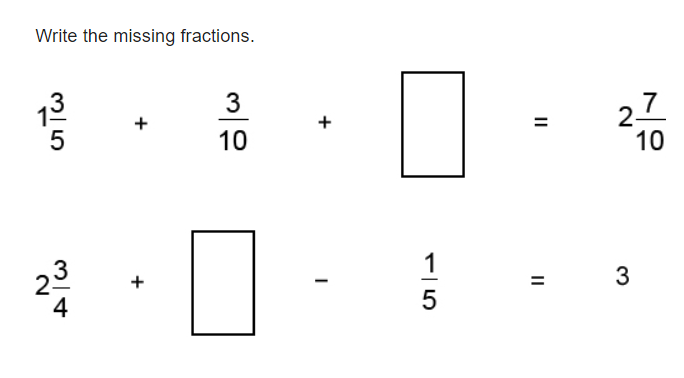 Write the missing fractions.
1 3/5 + 3/10 + = 2 7/10
2 3/4 + - 1/5 = 3